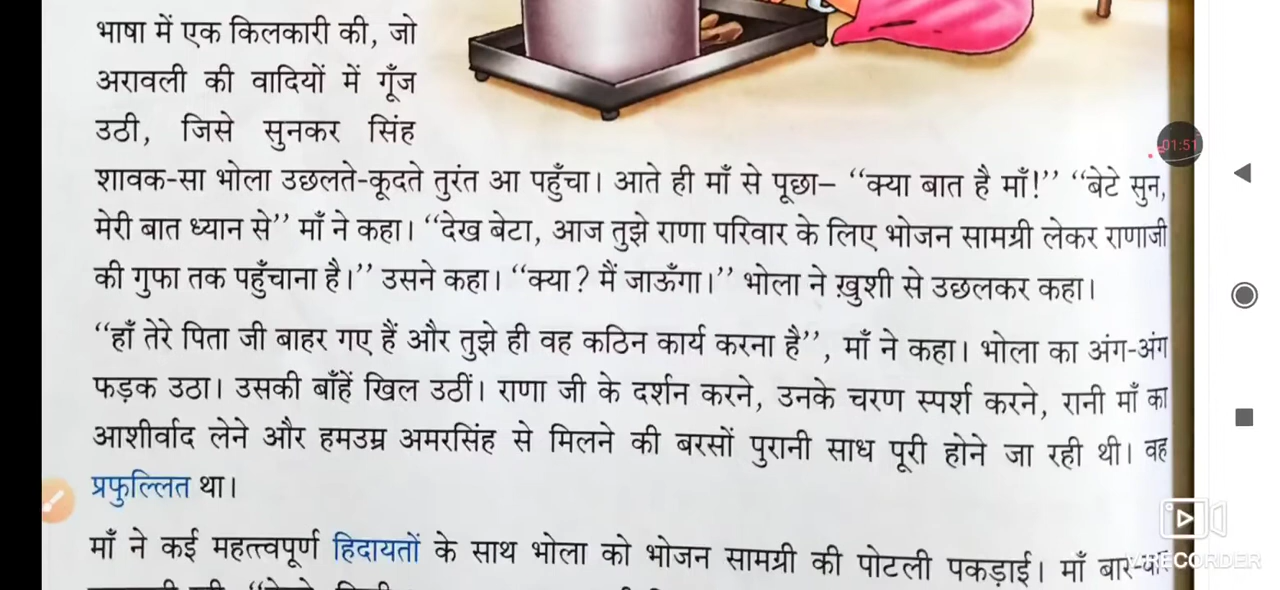 भाषा में एक किलकारी की, जो
अरावली की वादियों में गूँज
उठी, जिसे सुनकर सिंह
शावक-सा भोला उछलते-कूदते तुरंत आ पहुँचा। आते ही माँ से पूछा– “क्या बात है माँ!” “बेटे सुन,
मेरी बात ध्यान से” माँ ने कहा। “देख बेटा, आज तुझे राणा परिवार के लिए भोजन सामग्री लेकर राणाजी
की गुफा तक पहुँचाना है।” उसने कहा। “क्या? मैं जाऊँगा।” भोला ने ख़ुशी से उछलकर कहा।
“हाँ तेरे पिता जी बाहर गए हैं और तुझे ही वह कठिन कार्य करना है”, माँ ने कहा। भोला का अंग-अंग
फड़क उठा। उसकी बाँहें खिल उठीं। राणा जी के दर्शन करने, उनके चरण स्पर्श करने, रानी माँ का
आशीर्वाद लेने और हमउम्र अमरसिंह से मिलने की बरसों पुरानी साध पूरी होने जा रही थी। वह
प्रफुल्लित था।
माँ ने कई महत्त्वपूर्ण हिदायतों के साथ भोला को भोजन सामग्री की पोटली पकड़ाई। माँ बार-बार
01:51
V RECORDER